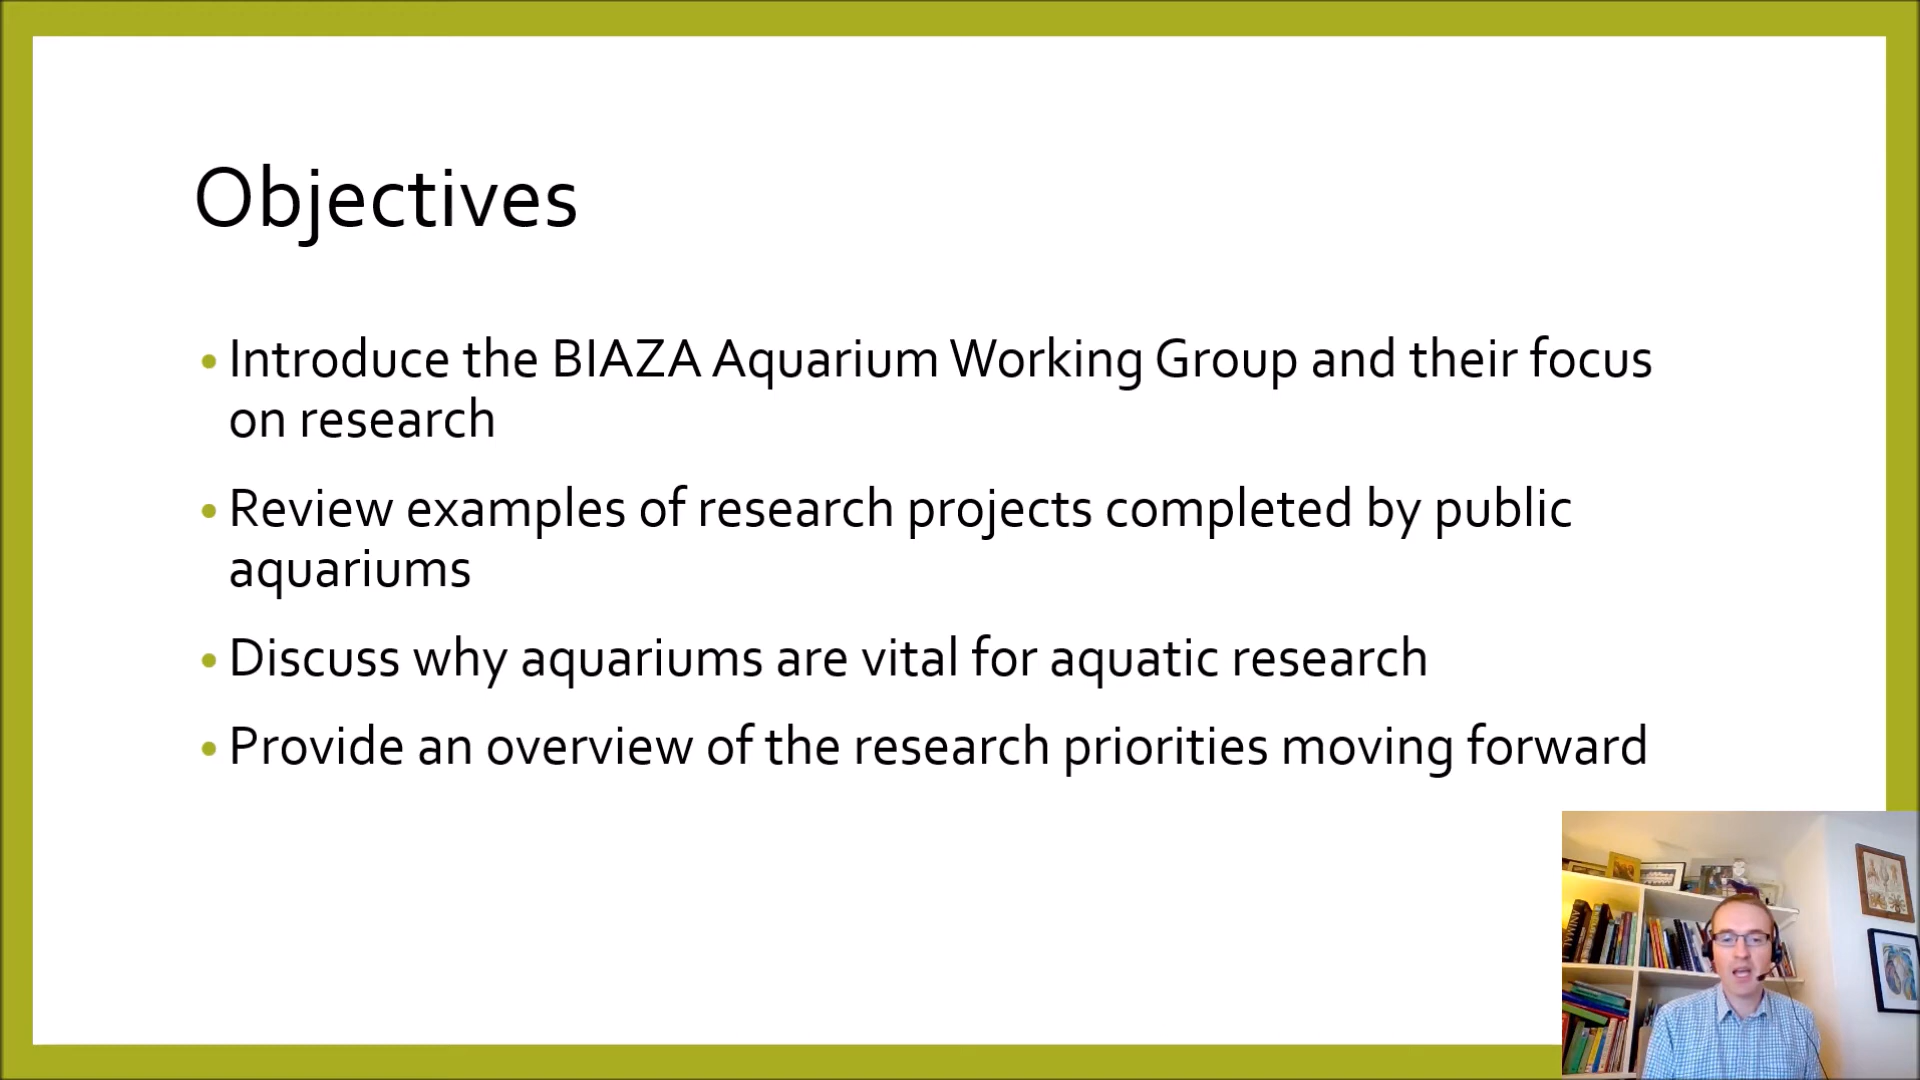 Objectives
• Introduce the BIAZA Aquarium Working Group and their focus
on research
• Review examples of research projects completed by public
aquariums
• Discuss why aquariums are vital for aquatic research
• Provide an overview of the research priorities moving forward
ANIMAL